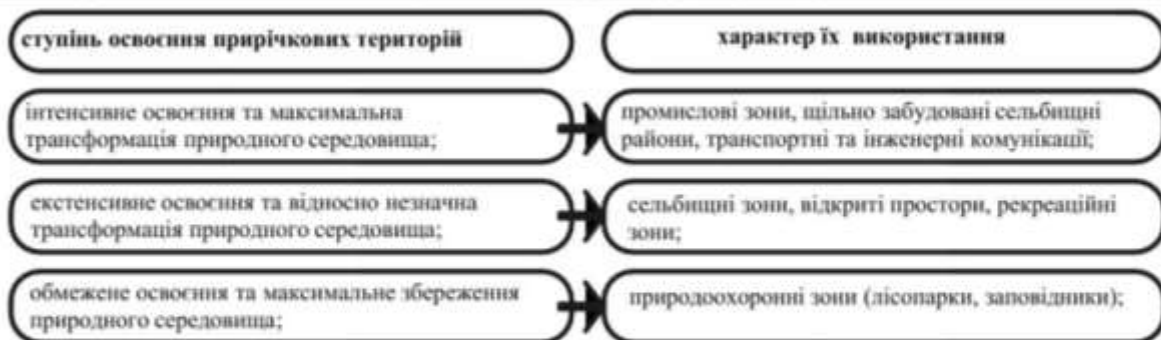 ступінь освоєння прирічкових територій
характер їх використання
інтенсивне освоєння та максимальна
трансформація природного середовища;
промислові зони, щільно забудовані сельбищні
райони, транспортні та інженерні комунікації;
екстенсивне освоєння та відносно незначна
трансформація природного середовища;
сельбищні зони, відкриті простори, рекреаційні
зони;
обмежене освоєння та максимальне збереження
природного середовища;
природоохоронні зони (лісопарки, заповідники);